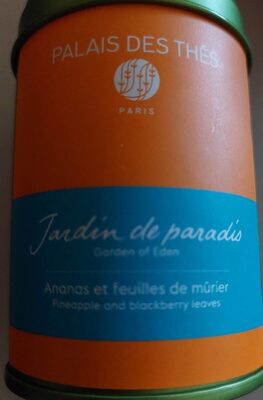 PALAIS DES THÉS
PARIS
Jardin de paradis
Garden of Eden
Ananas et feuilles de mûrier
Pineapple and blackberry leaves